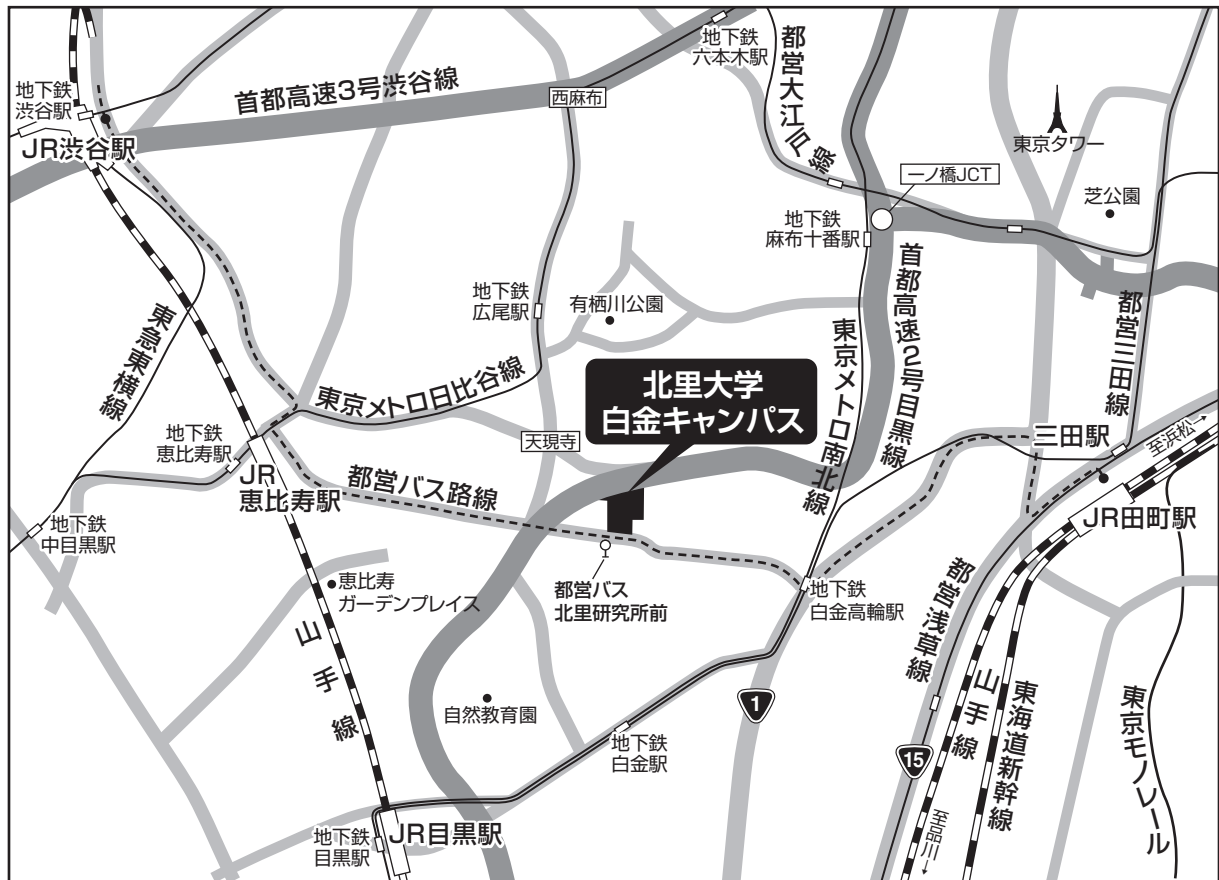 地下鉄
六本木駅
都営大江戸線
地下鉄
渋谷駅
首都高速3号渋谷線
西麻布
JR渋谷駅
東京タワー
一ノ橋JCT
芝公園
地下鉄
麻布十番駅
首都高速2号目黒線
都営三田線
地下鉄
広尾駅
有栖川公園
東急東横線
東京メトロ南北線
東京メトロ日比谷線
北里大学
白金キャンパス
地下鉄
恵比寿駅
天現寺
三田駅
至浜松→
JR
恵比寿駅
都営バス路線
JR田町駅
地下鉄
中目黒駅
恵比寿
ガーデンプレイス
都営バス
北里研究所前
地下鉄
白金高輪駅
都営浅草線
山手線
自然教育園
1
山手線
東海道新幹線
東京モノレール
地下鉄
白金駅
15
至品川→
地下鉄
目黒駅
JR目黒駅